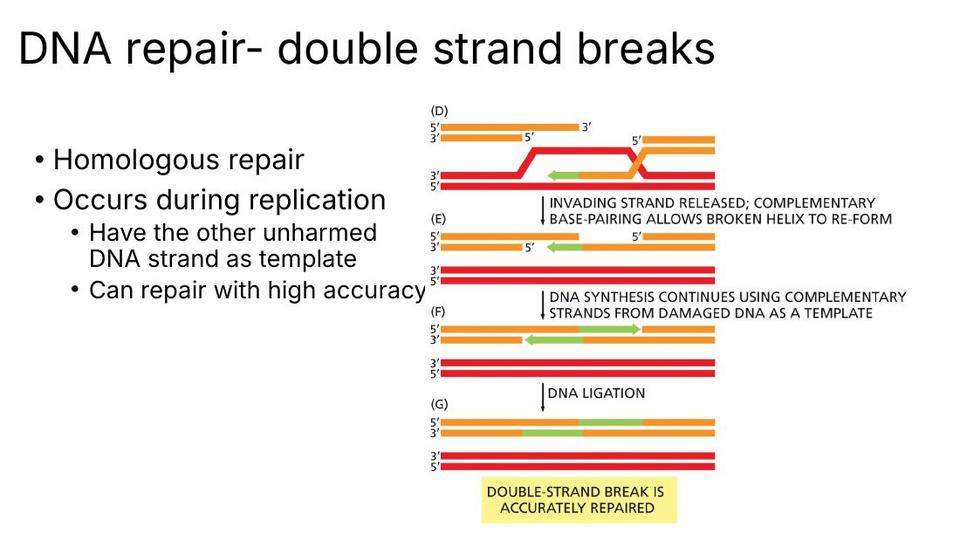 DNA repair- double strand breaks
• Homologous repair
• Occurs during replication
• Have the other unharmed
DNA strand as template
• Can repair with high accuracy
(D)
5′ 3′
3′ 5′ 5′
3′
5′
INVADING STRAND RELEASED; COMPLEMENTARY
BASE-PAIRING ALLOWS BROKEN HELIX TO RE-FORM
(E)
5′ 5′
3′ 5′
3′
5′
DNA SYNTHESIS CONTINUES USING COMPLEMENTARY
STRANDS FROM DAMAGED DNA AS A TEMPLATE
(F)
5′
3′
3′
5′
DNA LIGATION
(G)
5′
3′
3′
5′
DOUBLE-STRAND BREAK IS
ACCURATELY REPAIRED